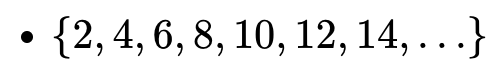 • {2, 4, 6, 8, 10, 12, 14, . . .}